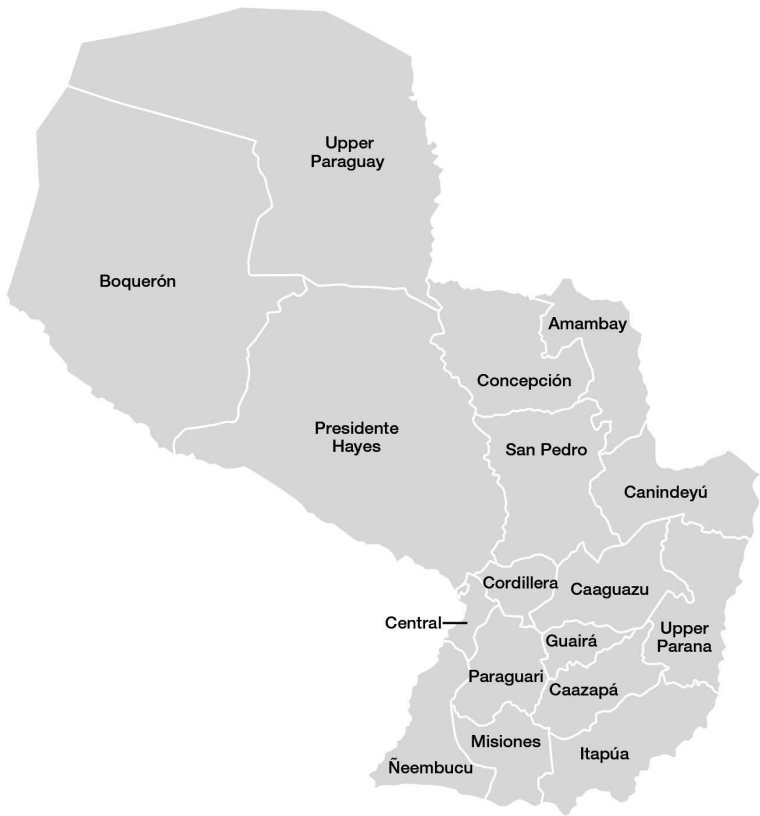 Upper
Paraguay
Boquerón
Amambay
Concepción
Presidente
Hayes
San Pedro
Canindeyú
Cordillera
Caaguazu
Central
Guairá
Upper
Parana
Paraguari
Caazapá
Misiones
Itapúa
Ñeembucu